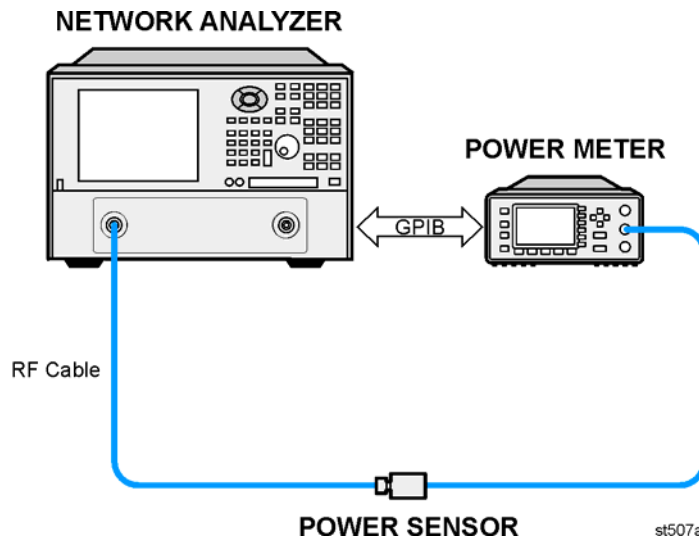 NETWORK ANALYZER
POWER METER
GPIB
RF Cable
POWER SENSOR
st507a